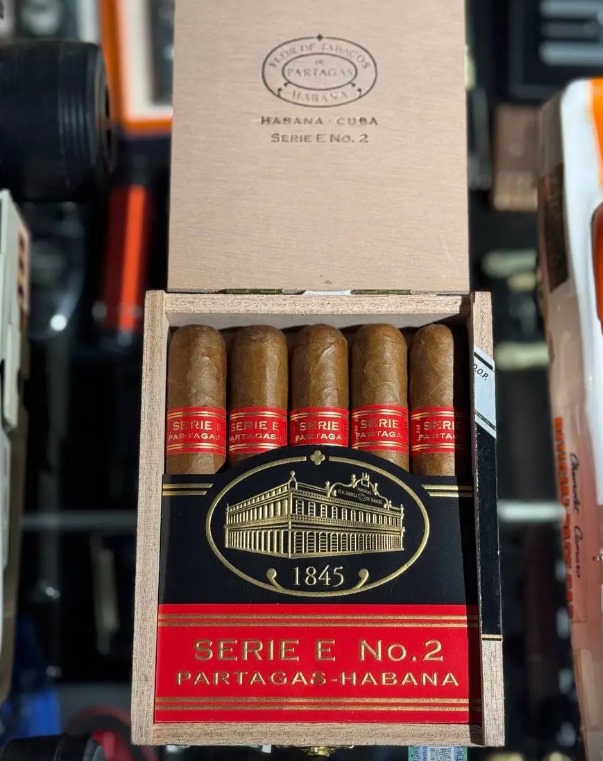 FLOR DE TABACOS
DE
PARTAGAS
HABANA
HABANA · CUBA
SERIE E No. 2
SERIE E
PARTAGAS
SERIE E
PARTAGAS
SERIE
PARTAGAS
SERIE
PARTAGAS
SERIE
PARTAGAS
D.O.P.
1845
SERIE E No.2
PARTAGAS-HABANA